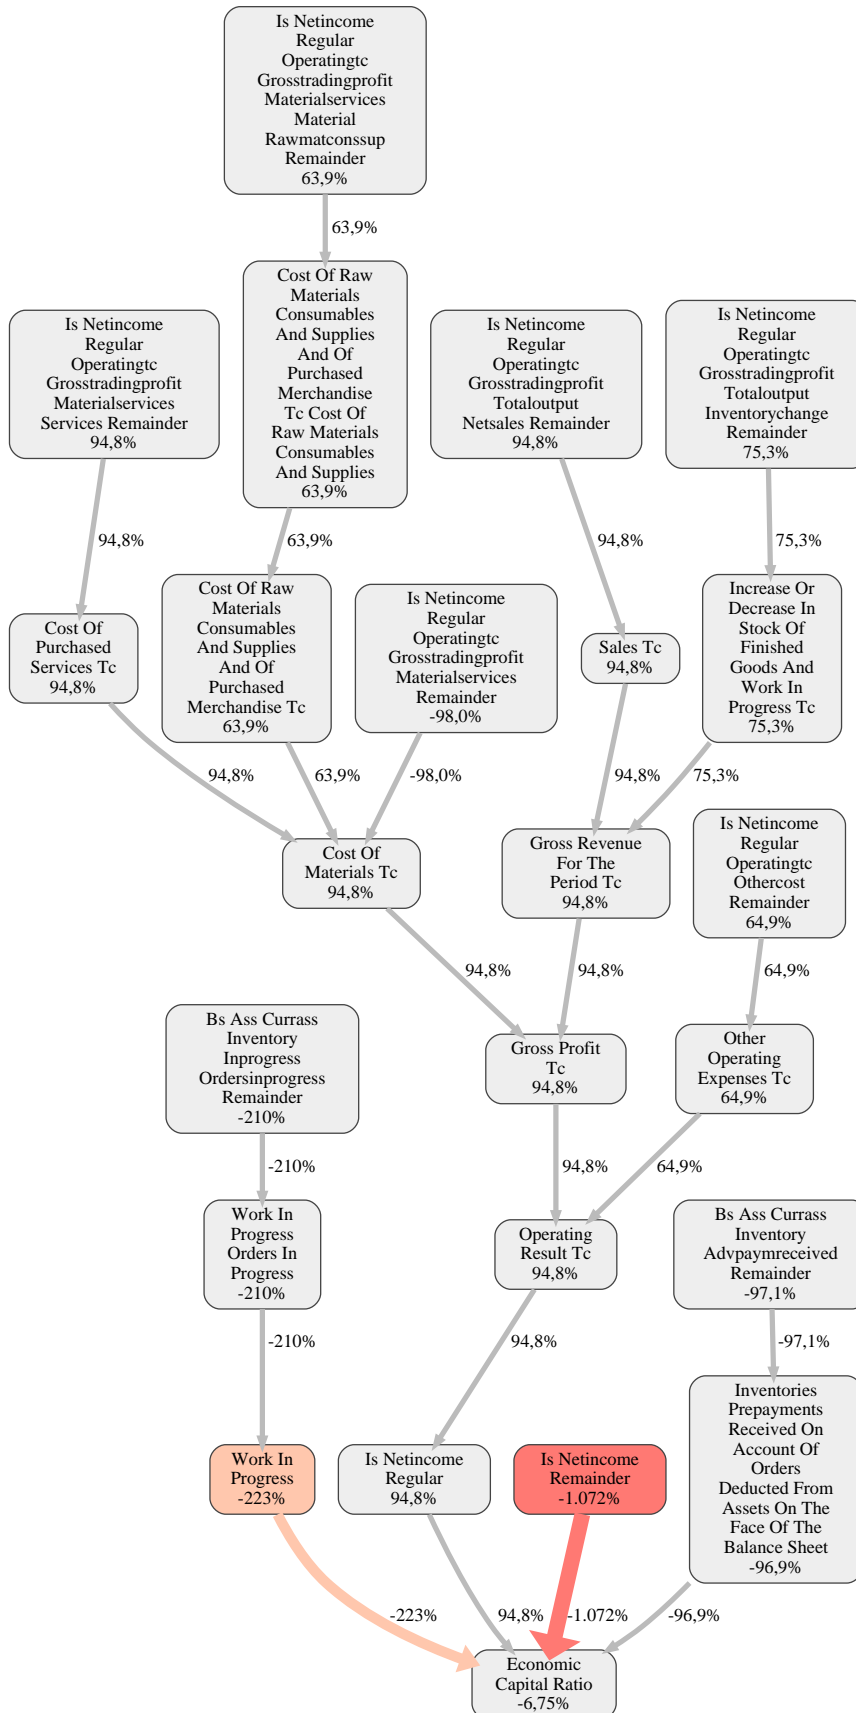 Is Netincome
Regular
Operatingtc
Grosstradingprofit
Materialservices
Material
Rawmatconssup
Remainder
63,9%
63,9%
Cost Of Raw
Materials
Consumables
And Supplies
And Of
Purchased
Merchandise
Tc Cost Of
Raw Materials
Consumables
And Supplies
63,9%
Is Netincome
Regular
Operatingtc
Grosstradingprofit
Materialservices
Services Remainder
94,8%
Is Netincome
Regular
Operatingtc
Grosstradingprofit
Totaloutput
Netsales Remainder
94,8%
Is Netincome
Regular
Operatingtc
Grosstradingprofit
Totaloutput
Inventorychange
Remainder
75,3%
94,8%
63,9%
94,8%
75,3%
Cost Of
Purchased
Services Tc
94,8%
Cost Of Raw
Materials
Consumables
And Supplies
And Of
Purchased
Merchandise Tc
63,9%
Is Netincome
Regular
Operatingtc
Grosstradingprofit
Materialservices
Remainder
-98,0%
Sales Tc
94,8%
Increase Or
Decrease In
Stock Of
Finished
Goods And
Work In
Progress Tc
75,3%
94,8%
63,9%
-98,0%
94,8%
75,3%
Cost Of
Materials Tc
94,8%
Gross Revenue
For The
Period Tc
94,8%
Is Netincome
Regular
Operatingtc
Othercost
Remainder
64,9%
94,8%
94,8%
64,9%
Bs Ass Currass
Inventory
Inprogress
Ordersinprogress
Remainder
-210%
Gross Profit
Tc
94,8%
Other
Operating
Expenses Tc
64,9%
-210%
94,8%
64,9%
Work In
Progress
Orders In
Progress
-210%
Operating
Result Tc
94,8%
Bs Ass Currass
Inventory
Advpaymreceived
Remainder
-97,1%
-210%
94,8%
-97,1%
Work In
Progress
-223%
Is Netincome
Regular
94,8%
Is Netincome
Remainder
-1.072%
Inventories
Prepayments
Received On
Account Of
Orders
Deducted From
Assets On The
Face Of The
Balance Sheet
-96,9%
-223%
94,8%
-1.072%
-96,9%
Economic
Capital Ratio
-6,75%